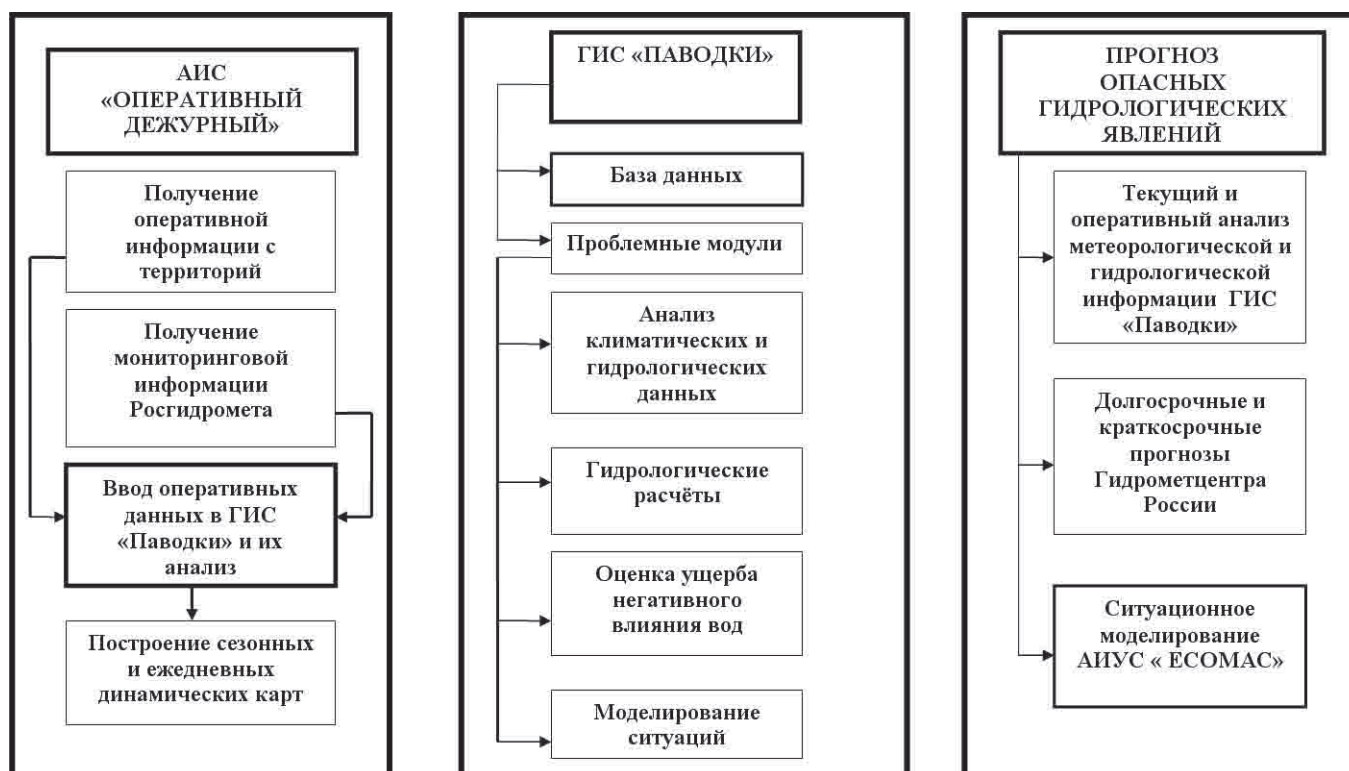 АИС
«ОПЕРАТИВНЫЙ
ДЕЖУРНЫЙ»
Получение
оперативной
информации с
территорий
Получение
мониторинговой
информации
Росгидромета
Ввод оперативных
данных в ГИС
«Паводки» и их
анализ
Построение сезонных
и ежедневных
динамических карт
ГИС «ПАВОДКИ»
База данных
Проблемные модули
Анализ
климатических и
гидрологических
данных
Гидрологические
расчёты
Оценка ущерба
негативного
влияния вод
Моделирование
ситуаций
ПРОГНОЗ
ОПАСНЫХ
ГИДРОЛОГИЧЕСКИХ
ЯВЛЕНИЙ
Текущий и
оперативный анализ
метеорологической и
гидрологической
информации ГИС
«Паводки»
Долгосрочные и
краткосрочные
прогнозы
Гидрометцентра
России
Ситуационное
моделирование
АИУС « ECOMAC»